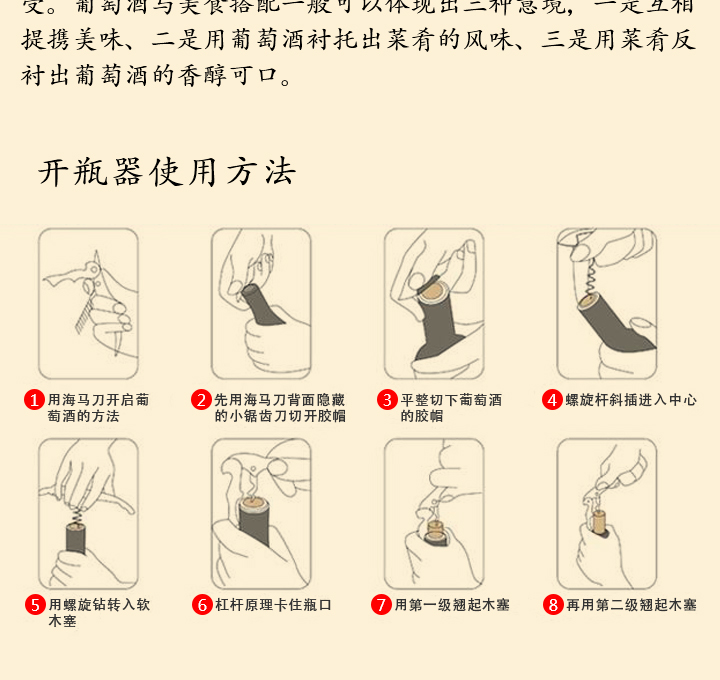 受。葡萄酒与美食搭配一般可以体现出三种意境，一是互相
提携美味、二是用葡萄酒衬托出菜肴的风味、三是用菜肴反
衬出葡萄酒的香醇可口。
开瓶器使用方法
1 用海马刀开启葡
萄酒的方法
2 先用海马刀背面隐藏
的小锯齿刀切开胶帽
3 平整切下葡萄酒
的胶帽
4 螺旋杆斜插进入中心
5 用螺旋钻转入软
木塞
6 杠杆原理卡住瓶口
7 用第一级翘起木塞
8 再用第二级翘起木塞